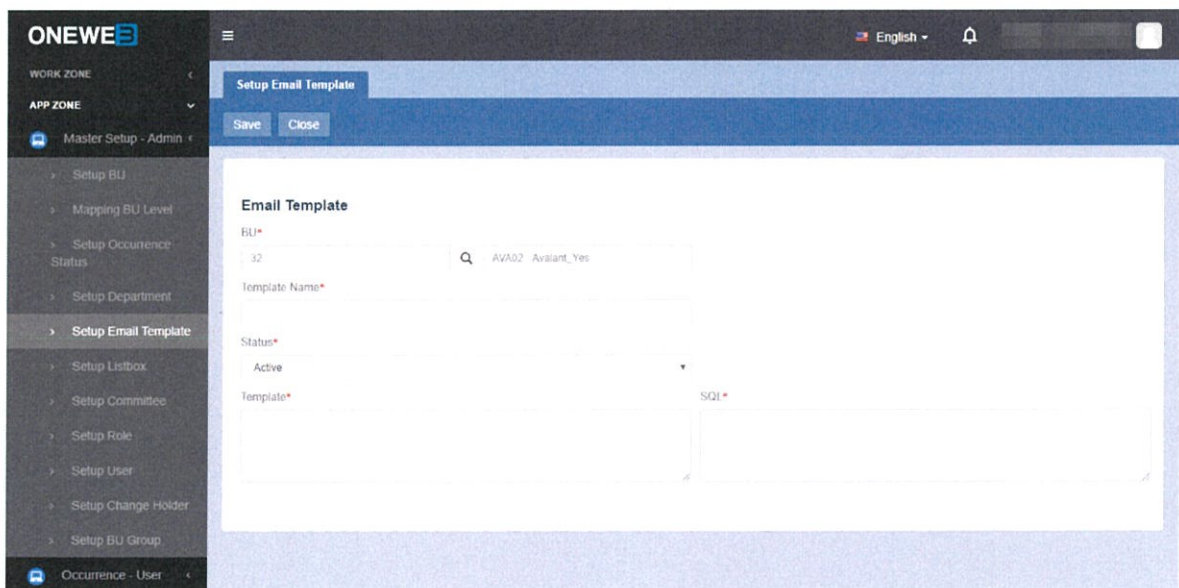 ONEWEB
English
WORK ZONE
APP ZONE
Master Setup - Admin
Setup BU
Mapping BU Level
Setup Occurrence
Status
Setup Department
Setup Email Template
Setup Listbox
Setup Committee
Setup Role
Setup User
Setup Change Holder
Setup BU Group
Occurrence - User
Setup Email Template
Save Close
Email Template
BU*
32 AVA02 Avalant_Yes
Template Name*
Status*
Active
Template* SQL*